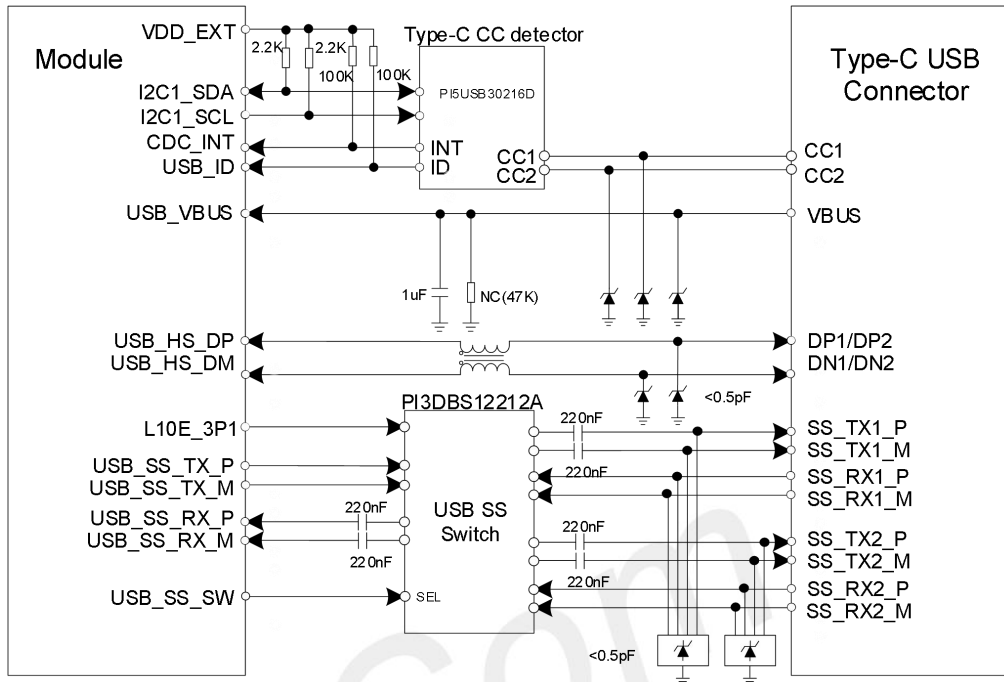 VDD_EXT
2.2K
2.2K
100K
100K
Type-C CC detector
Module
Type-C USB
Connector
I2C1_SDA
I2C1_SCL
CDC_INT
USB_ID
PI5USB30216D
INT
ID
CC1
CC2
CC1
CC2
USB_VBUS
VBUS
1uF
NC(47K)
USB_HS_DP
USB_HS_DM
DP1/DP2
DN1/DN2
<0.5pF
PI3DBS12212A
L10E_3P1
USB_SS_TX_P
USB_SS_TX_M
USB_SS_RX_P
USB_SS_RX_M
USB_SS_SW
220nF
220nF
USB SS
Switch
SEL
220nF
220nF
220nF
220nF
SS_TX1_P
SS_TX1_M
SS_RX1_P
SS_RX1_M
SS_TX2_P
SS_TX2_M
SS_RX2_P
SS_RX2_M
<0.5pF
Com